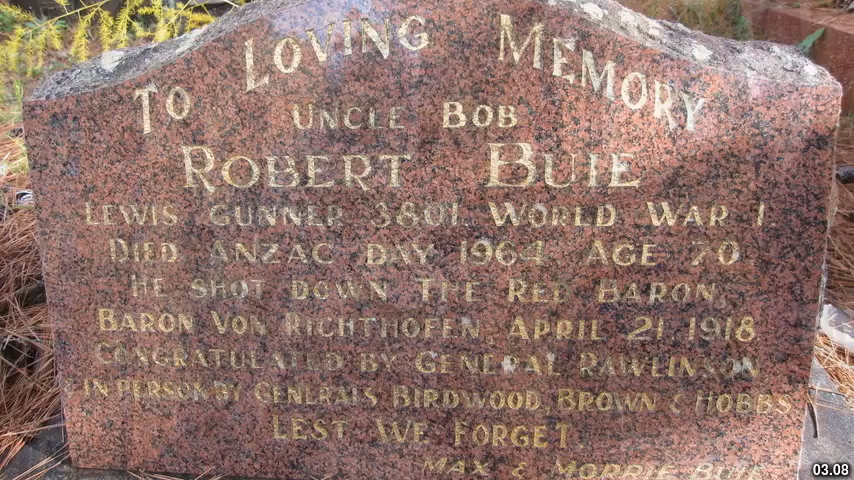 TO LOVING MEMORY
UNCLE BOB
ROBERT BUIE
LEWIS GUNNER 3801. WORLD WAR I.
DIED ANZAC DAY 1964 AGE 70
HE SHOT DOWN THE RED BARON,
BARON VON RICHTHOFEN, APRIL 21, 1918
CONGRATULATED BY GENERAL RAWLINSON
IN PERSON BY GENERALS BIRDWOOD, BROWN & HOBBS
LEST WE FORGET.
MAX & MORRIE BUIE
03.08